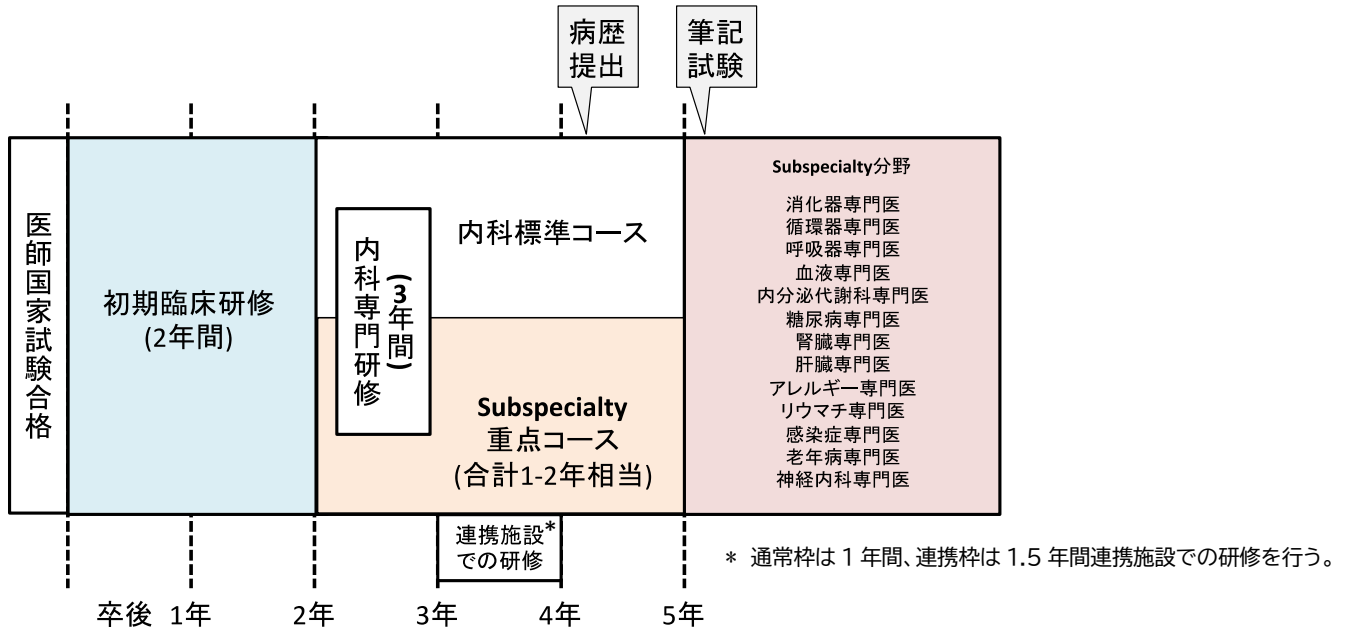 病歴
提出
筆記
試験
医師国家試験合格
初期臨床研修
(2年間)
内科専門研修
(3年間)
内科標準コース
Subspecialty
重点コース
(合計1-2年相当)
Subspecialty分野
消化器専門医
循環器専門医
呼吸器専門医
血液専門医
内分泌代謝科専門医
糖尿病専門医
腎臓専門医
肝臓専門医
アレルギー専門医
リウマチ専門医
感染症専門医
老年病専門医
神経内科専門医
連携施設*
での研修
* 通常枠は1年間、連携枠は1.5年間連携施設での研修を行う。
卒後 1年 2年 3年 4年 5年